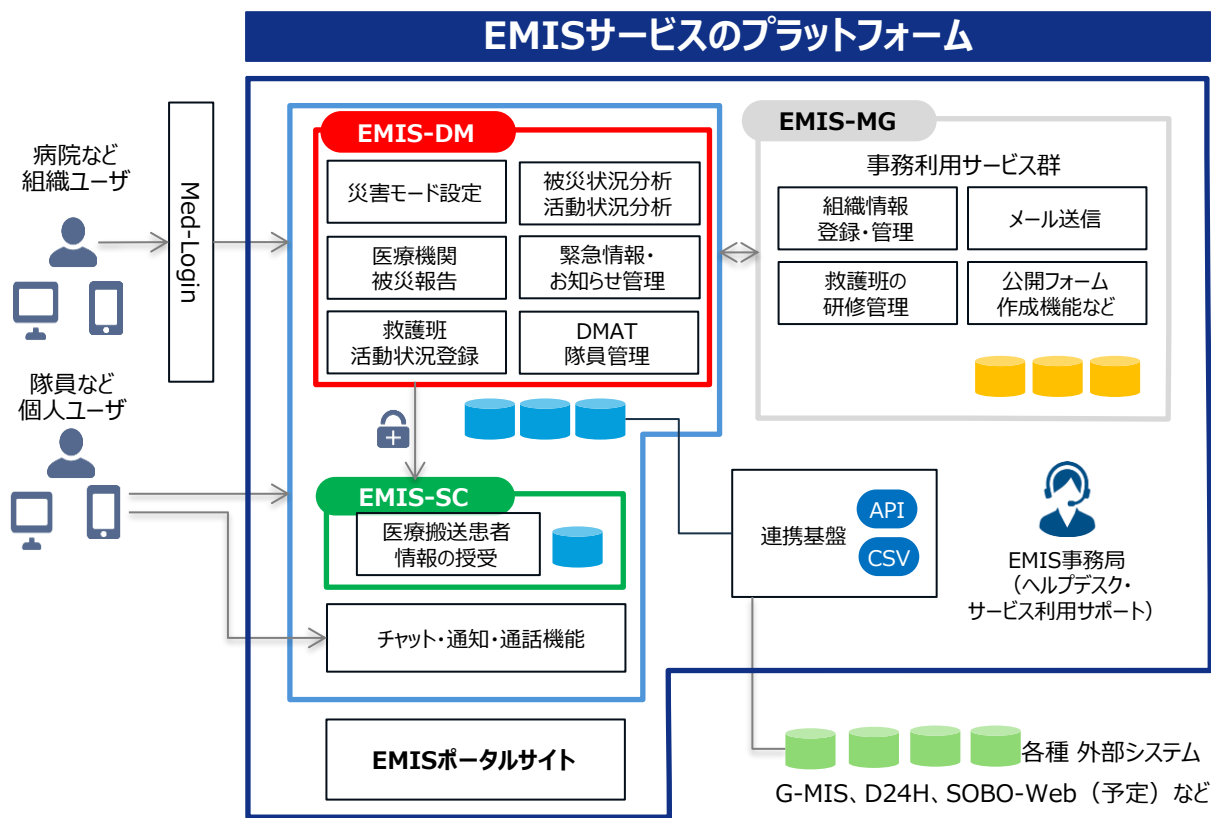 EMISサービスのプラットフォーム
病院など
組織ユーザ
Med-Login
隊員など
個人ユーザ
EMIS-DM
災害モード設定
被災状況分析
活動状況分析
医療機関
被災報告
緊急情報・
お知らせ管理
救護班
活動状況登録
DMAT
隊員管理
EMIS-SC
医療搬送患者
情報の授受
チャット・通知・通話機能
EMISポータルサイト
EMIS-MG
事務利用サービス群
組織情報
登録・管理
メール送信
救護班の
研修管理
公開フォーム
作成機能など
連携基盤
API
CSV
EMIS事務局
（ヘルプデスク・
サービス利用サポート）
各種 外部システム
G-MIS、D24H、SOBO-Web（予定）など